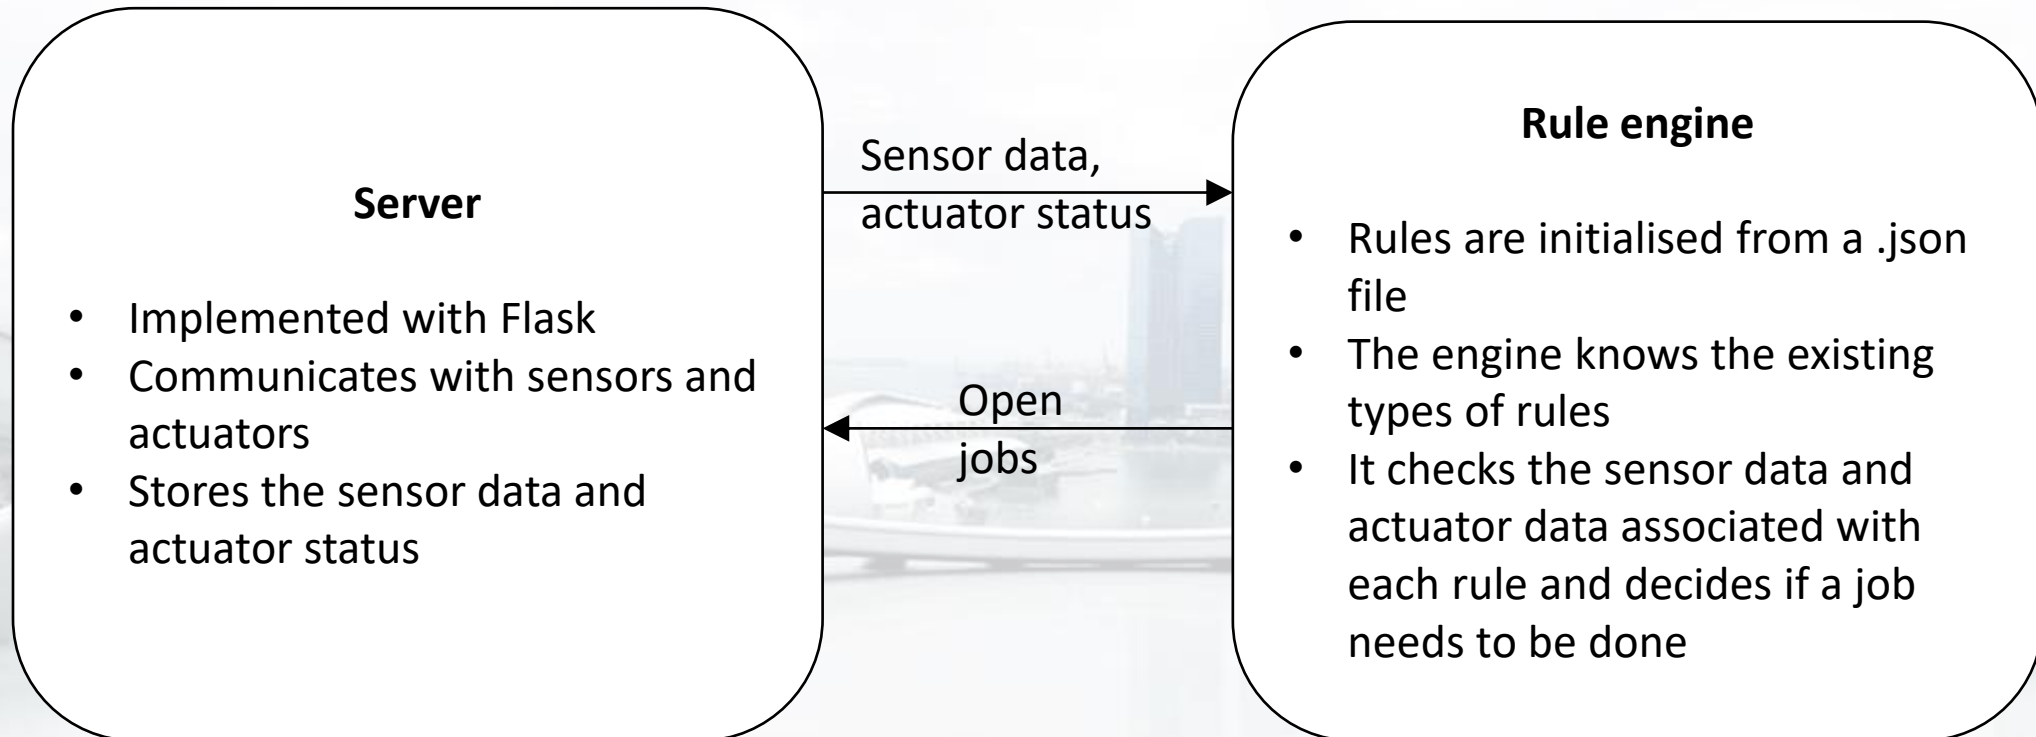 Server
• Implemented with Flask
• Communicates with sensors and
actuators
• Stores the sensor data and
actuator status
Sensor data,
actuator status
Open
jobs
Rule engine
• Rules are initialised from a .json
file
• The engine knows the existing
types of rules
• It checks the sensor data and
actuator data associated with
each rule and decides if a job
needs to be done